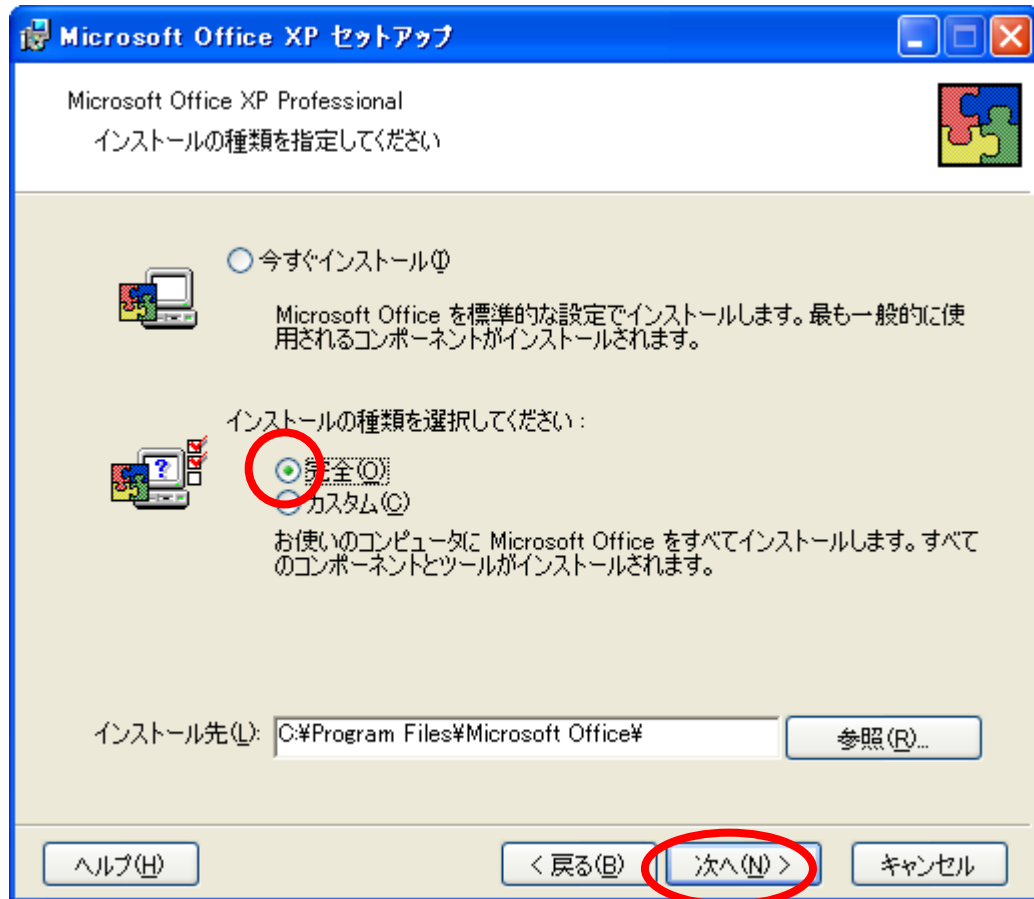 Microsoft Office XP セットアップ
Microsoft Office XP Professional
インストールの種類を指定してください
今すぐインストール(I)
Microsoft Office を標準的な設定でインストールします。最も一般的に使
用されるコンポーネントがインストールされます。
インストールの種類を選択してください:
?
完全(O)
カスタム(C)
お使いのコンピュータに Microsoft Office をすべてインストールします。すべて
のコンポーネントとツールがインストールされます。
インストール先(L): C:¥Program Files¥Microsoft Office¥ 参照(R)...
ヘルプ(H) < 戻る(B) 次へ(N) > キャンセル